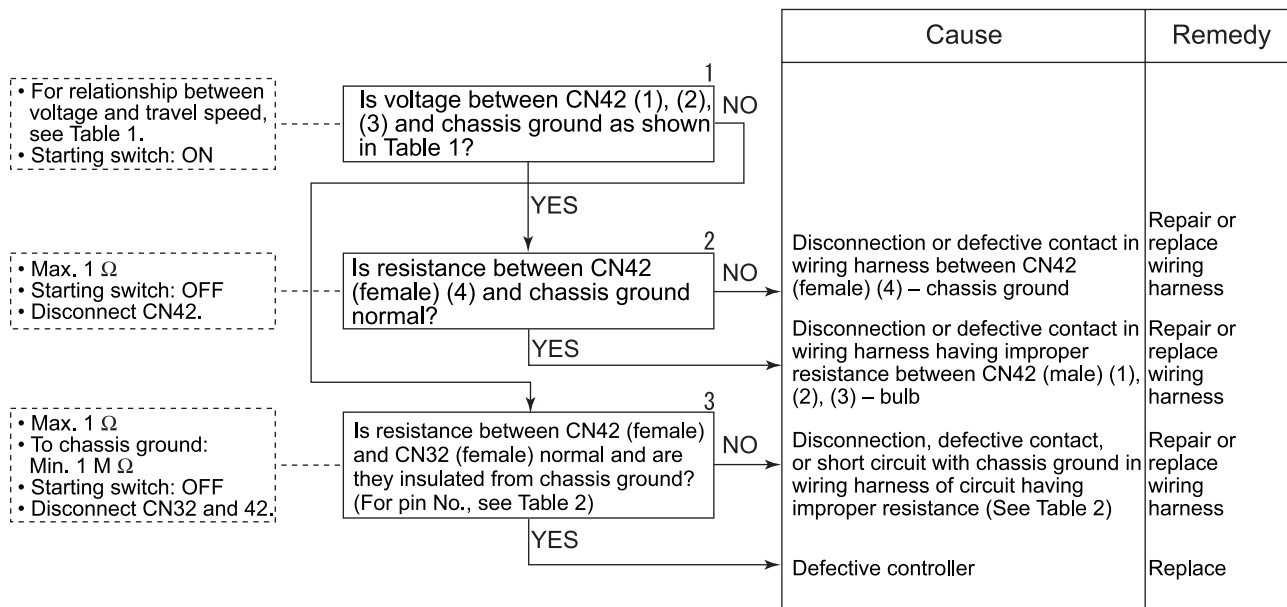 Cause
Remedy
• For relationship between
voltage and travel speed,
see Table 1.
• Starting switch: ON
1
Is voltage between CN42 (1), (2),
(3) and chassis ground as shown
in Table 1?
NO
YES
• Max. 1 Ω
• Starting switch: OFF
• Disconnect CN42.
2
Is resistance between CN42
(female) (4) and chassis ground
normal?
NO
Disconnection or defective contact in
wiring harness between CN42
(female) (4) – chassis ground
Repair or
replace
wiring
harness
YES
Disconnection or defective contact in
wiring harness having improper
resistance between CN42 (male) (1),
(2), (3) – bulb
Repair or
replace
wiring
harness
• Max. 1 Ω
• To chassis ground:
Min. 1 M Ω
• Starting switch: OFF
• Disconnect CN32 and 42.
3
Is resistance between CN42 (female)
and CN32 (female) normal and are
they insulated from chassis ground?
(For pin No., see Table 2)
NO
Disconnection, defective contact,
or short circuit with chassis ground in
wiring harness of circuit having
improper resistance (See Table 2)
Repair or
replace
wiring
harness
YES
Defective controller
Replace